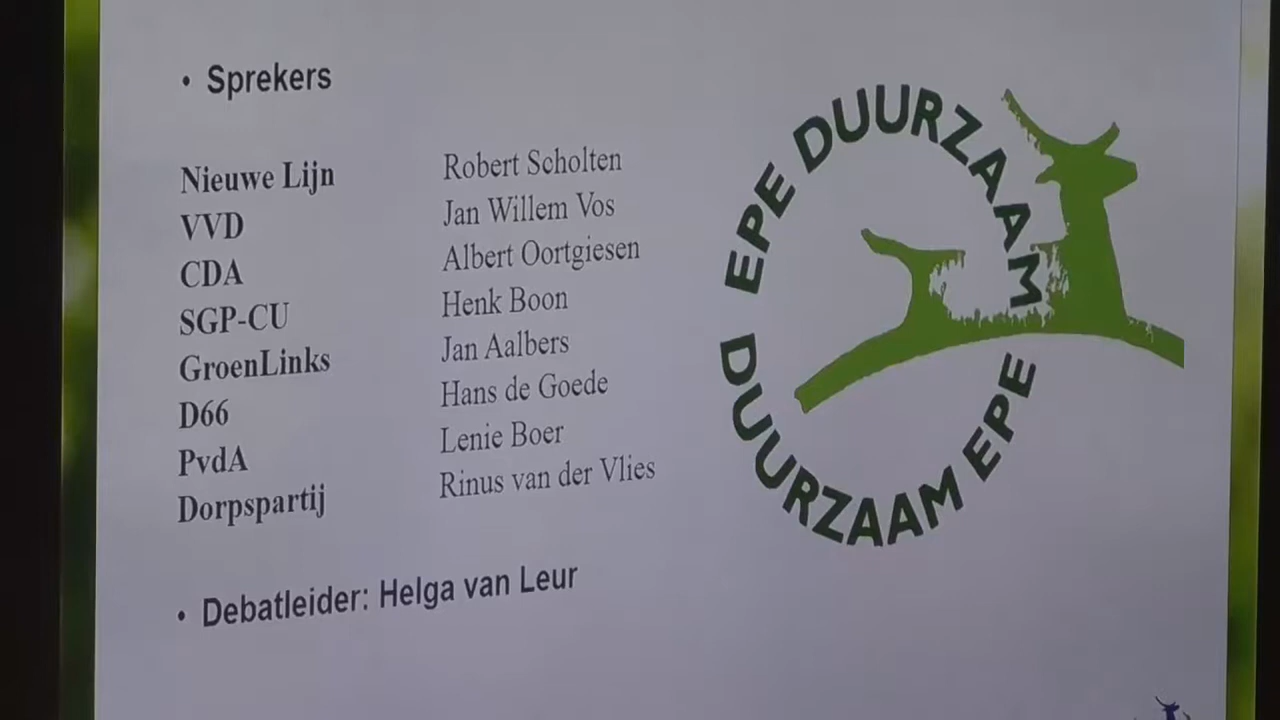 • Sprekers
Nieuwe Lijn Robert Scholten
VVD Jan Willem Vos
CDA Albert Oortgiesen
SGP-CU Henk Boon
GroenLinks Jan Aalbers
D66 Hans de Goede
PvdA Lenie Boer
Dorpspartij Rinus van der Vlies
• Debatleider: Helga van Leur
EPE DUURZAAM
DUURZAAM EPE